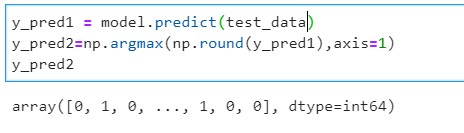 y_pred1 = model.predict(test_data)
y_pred2=np.argmax(np.round(y_pred1),axis=1)
y_pred2
array([0, 1, 0, ..., 1, 0, 0], dtype=int64)